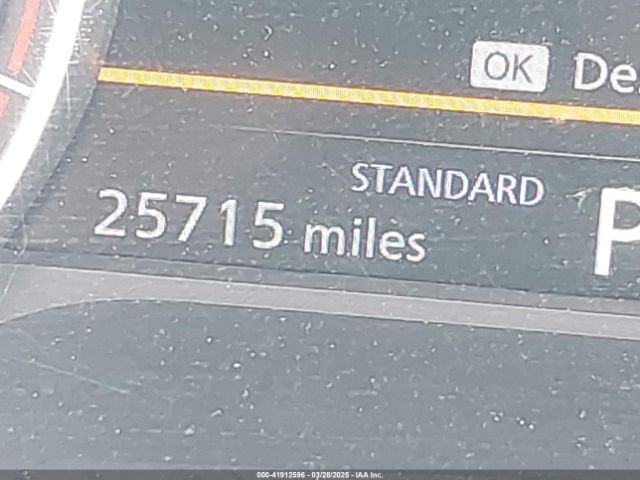 OK
STANDARD
P
25715 miles
000-41912596 - 03/28/2025 - IAA Inc.